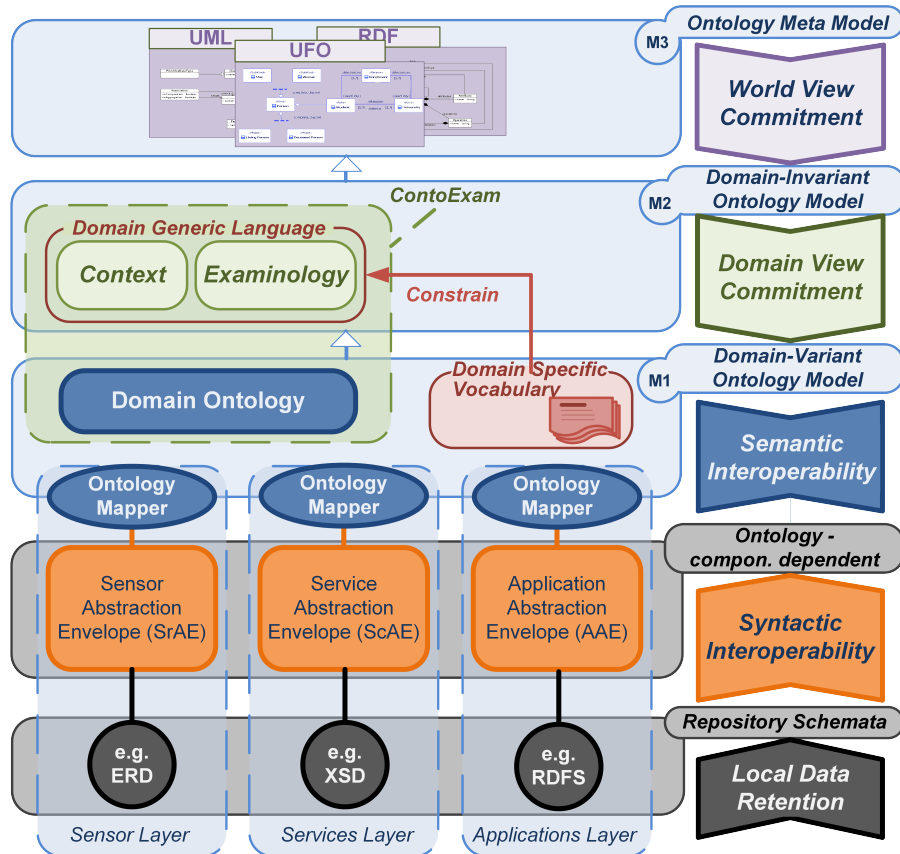 Ontology Meta Model
M3
UML
RDF
UFO
World View
Commitment
Domain-Invariant
Ontology Model
M2
ContoExam
Domain Generic Language
Context
Examinology
Constrain
Domain View
Commitment
Domain-Variant
Ontology Model
M1
Domain Ontology
Domain Specific
Vocabulary
Semantic
Interoperability
Ontology
Mapper
Ontology
Mapper
Ontology
Mapper
Ontology -
compon. dependent
Sensor
Abstraction
Envelope (SrAE)
Service
Abstraction
Envelope (ScAE)
Application
Abstraction
Envelope (AAE)
Syntactic
Interoperability
Repository Schemata
e.g.
ERD
e.g.
XSD
e.g.
RDFS
Local Data
Retention
Sensor Layer
Services Layer
Applications Layer